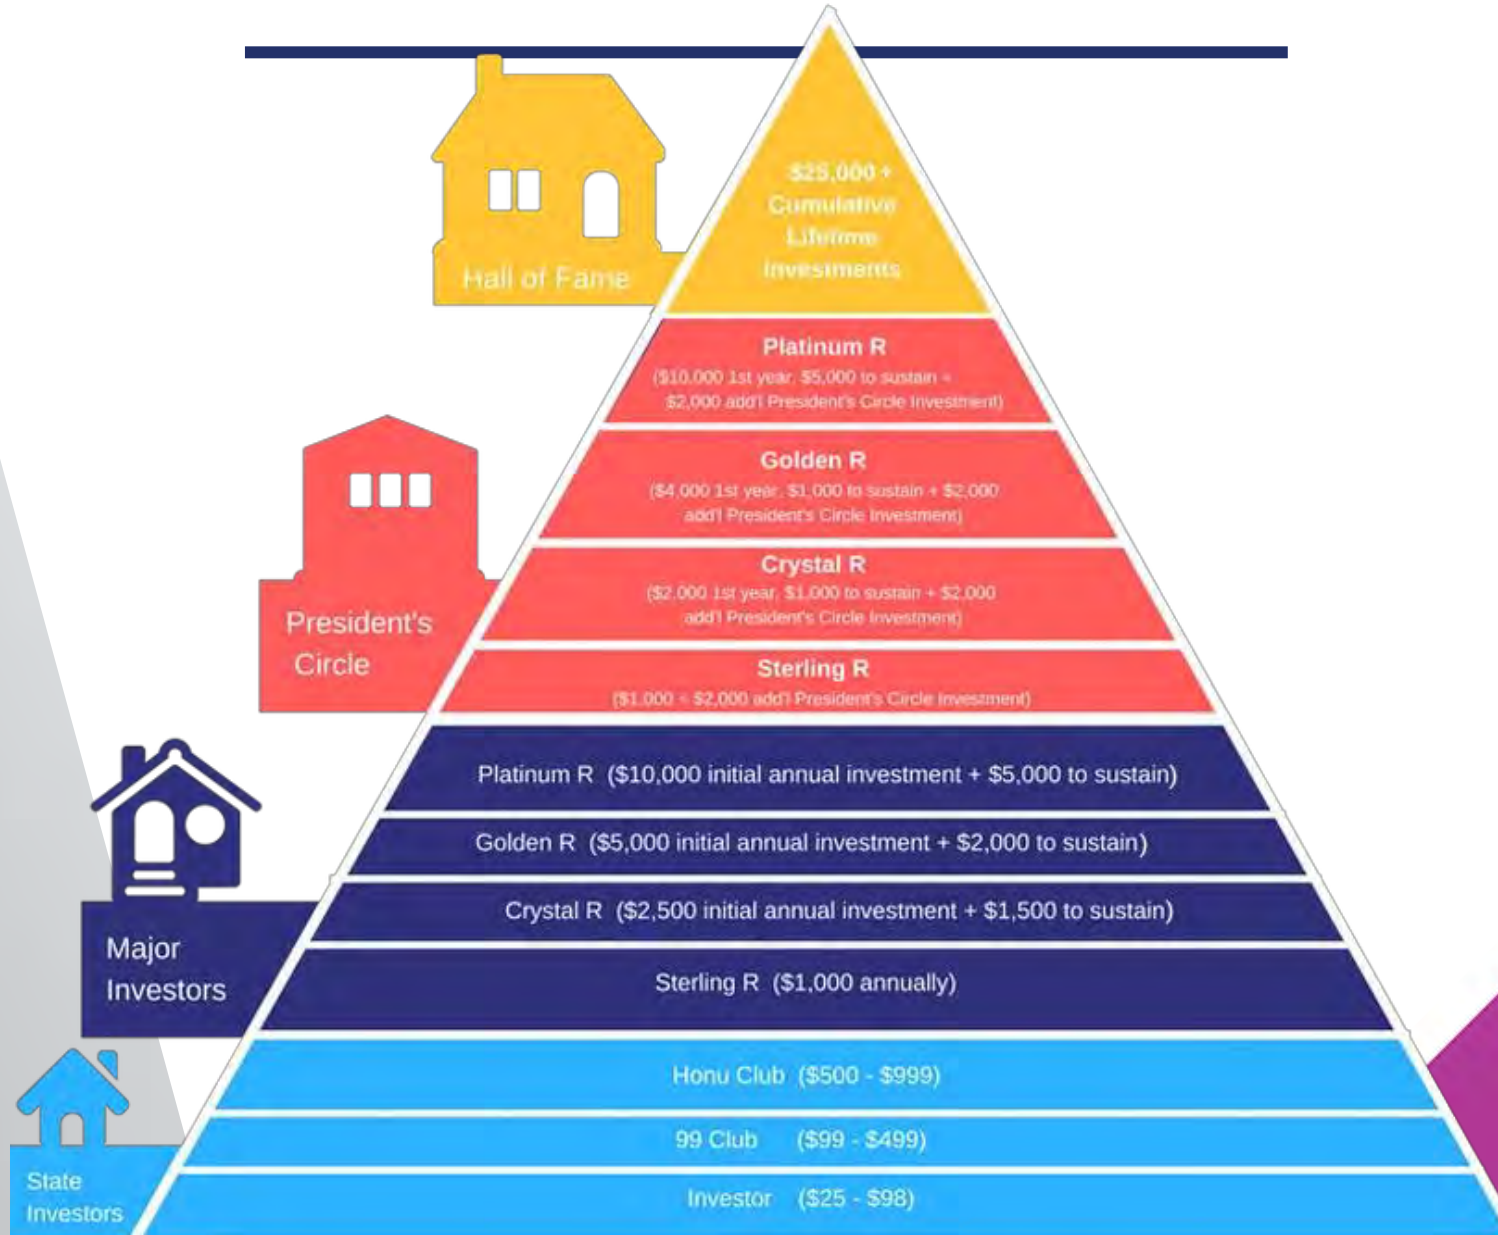 $25,000 +
Cumulative
Lifetime
Investments
Hall of Fame
Platinum R
($10,000 1st year, $5,000 to sustain +
$2,000 add'l President's Circle Investment)
Golden R
($4,000 1st year, $1,000 to sustain + $2,000
add'l President's Circle Investment)
Crystal R
($2,000 1st year, $1,000 to sustain + $2,000
add'l President's Circle Investment)
President's
Circle
Sterling R
($1,000 + $2,000 add'l President's Circle Investment)
Platinum R ($10,000 initial annual investment + $5,000 to sustain)
Golden R ($5,000 initial annual investment + $2,000 to sustain)
Crystal R ($2,500 initial annual investment + $1,500 to sustain)
Major
Investors
Sterling R ($1,000 annually)
Honu Club ($500 - $999)
99 Club ($99 - $499)
State
Investors
Investor ($25 - $98)